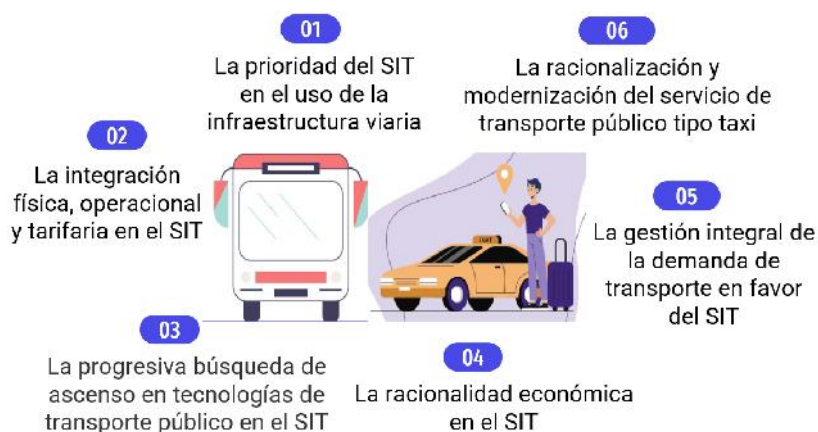 01
La prioridad del SIT
en el uso de la
infraestructura viaria
02
La integración
física, operacional
y tarifaria en el SIT
03
La progresiva búsqueda de
ascenso en tecnologías de
transporte público en el SIT
04
La racionalidad económica
en el SIT
05
La gestión integral de
la demanda de
transporte en favor
del SIT
06
La racionalización y
modernización del servicio de
transporte público tipo taxi
TAXI